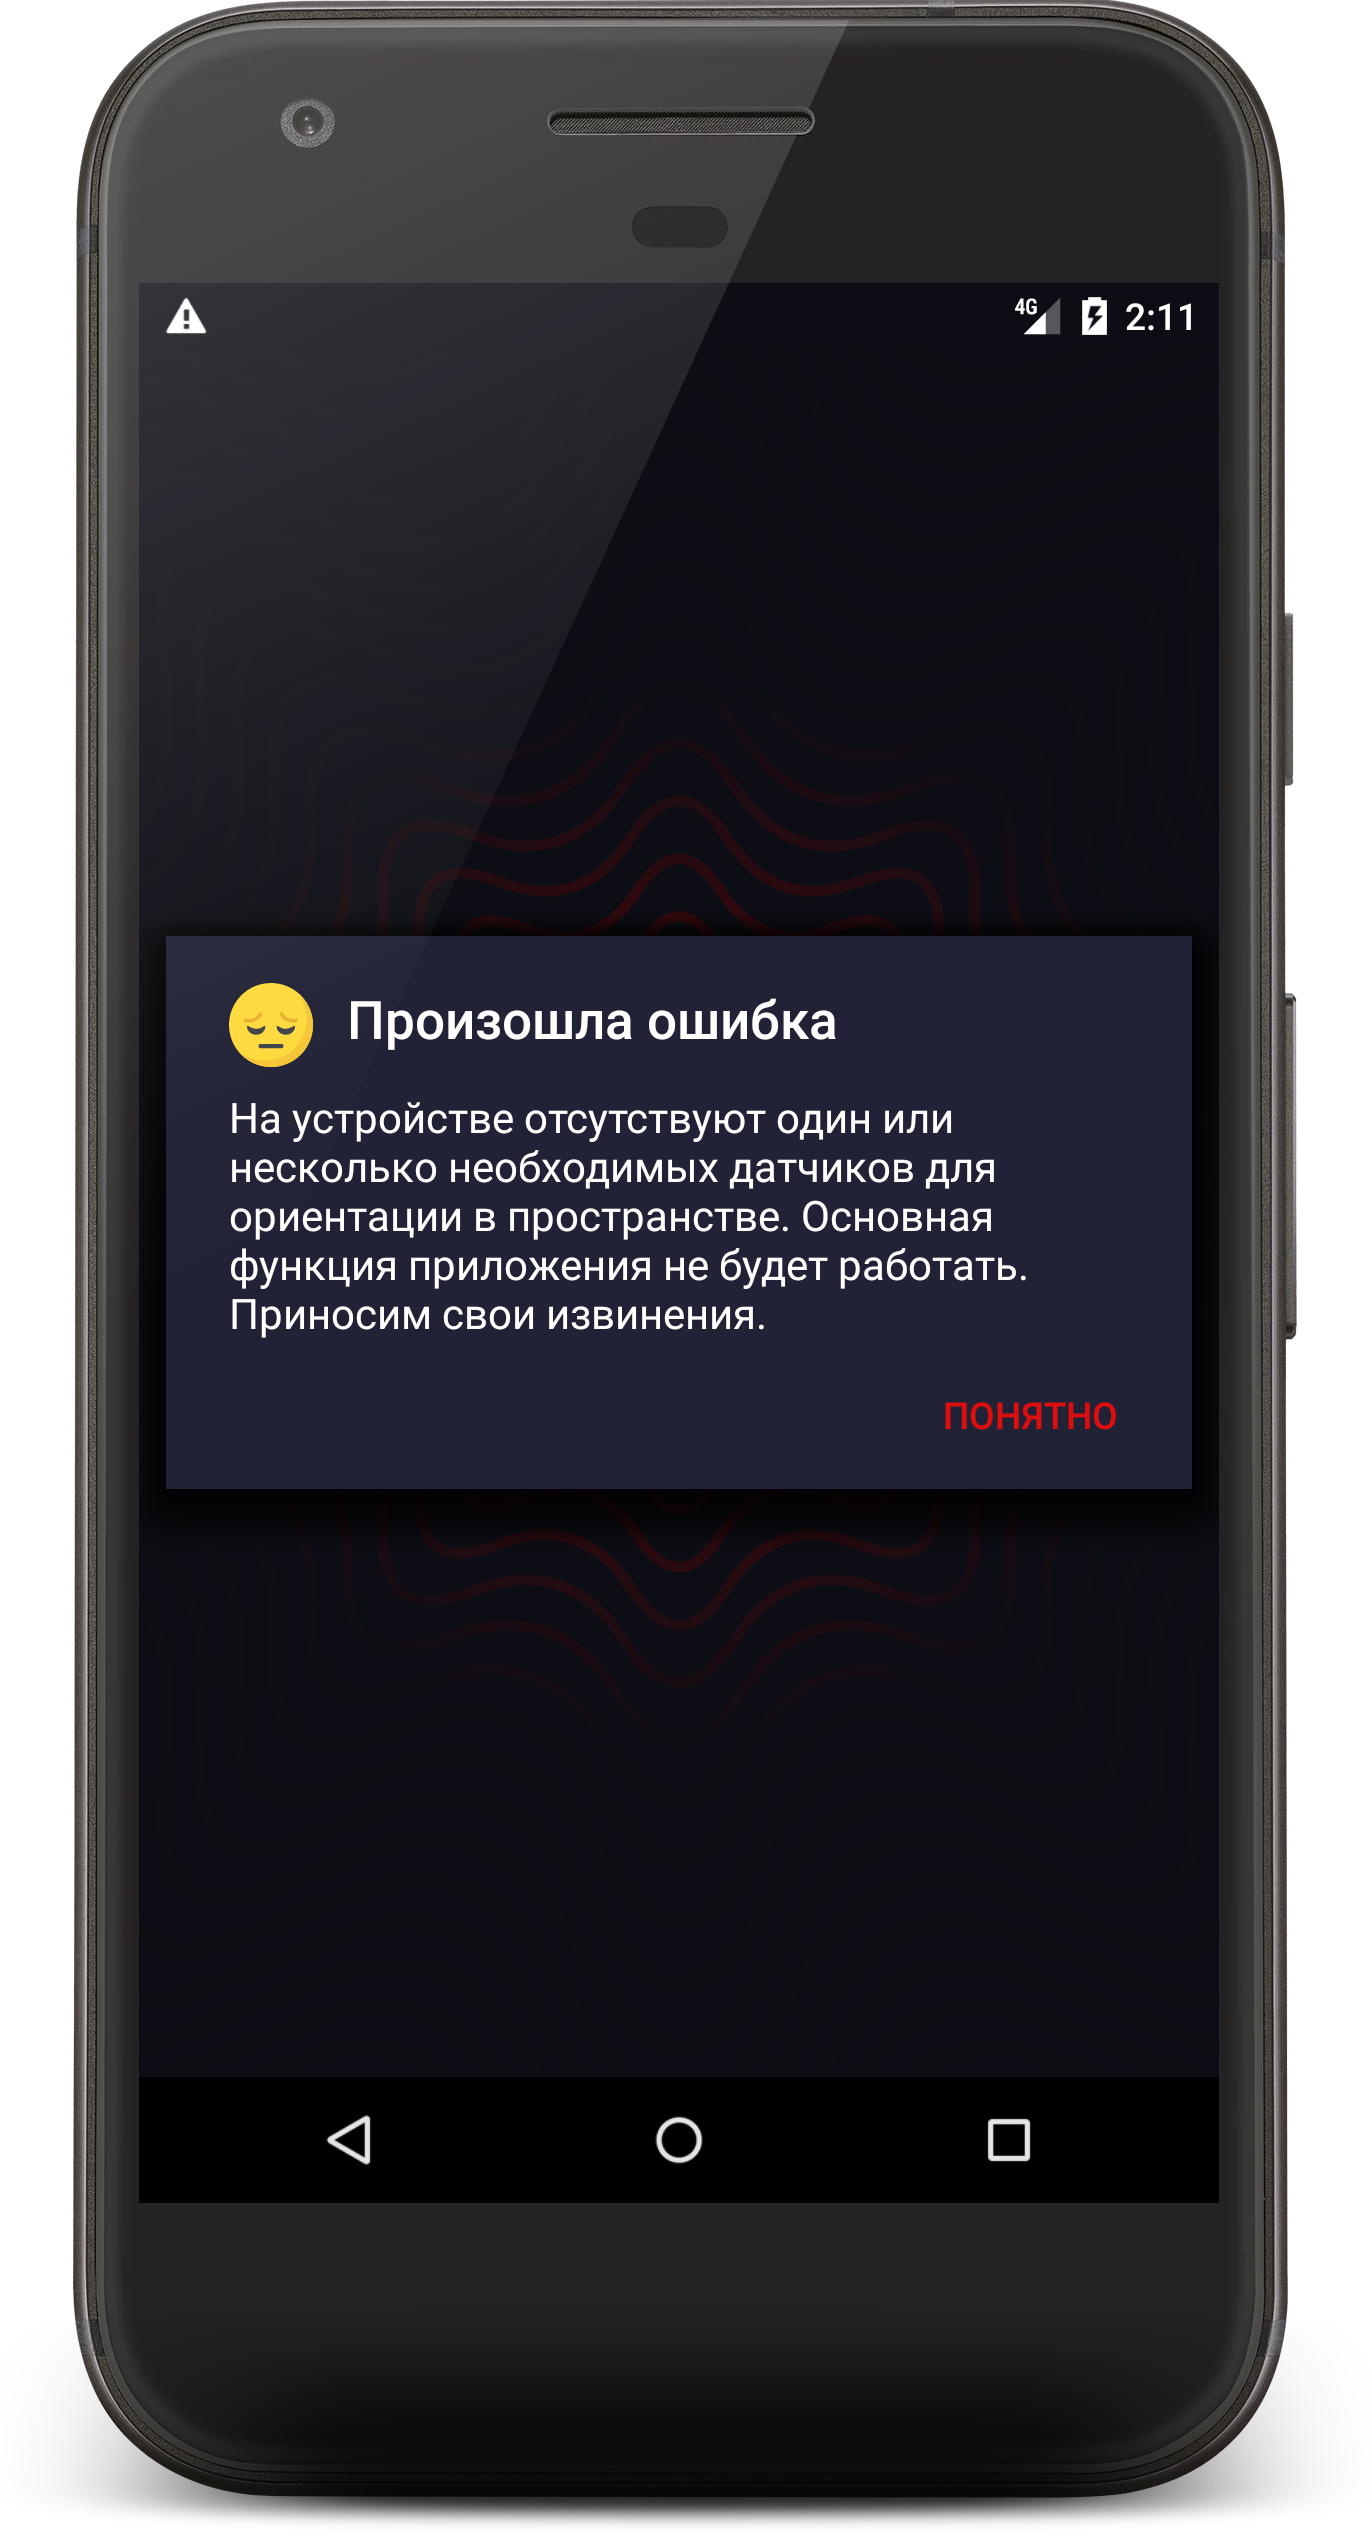 4G 2:11
Произошла ошибка
На устройстве отсутствуют один или
несколько необходимых датчиков для
ориентации в пространстве. Основная
функция приложения не будет работать.
Приносим свои извинения.
ПОНЯТНО